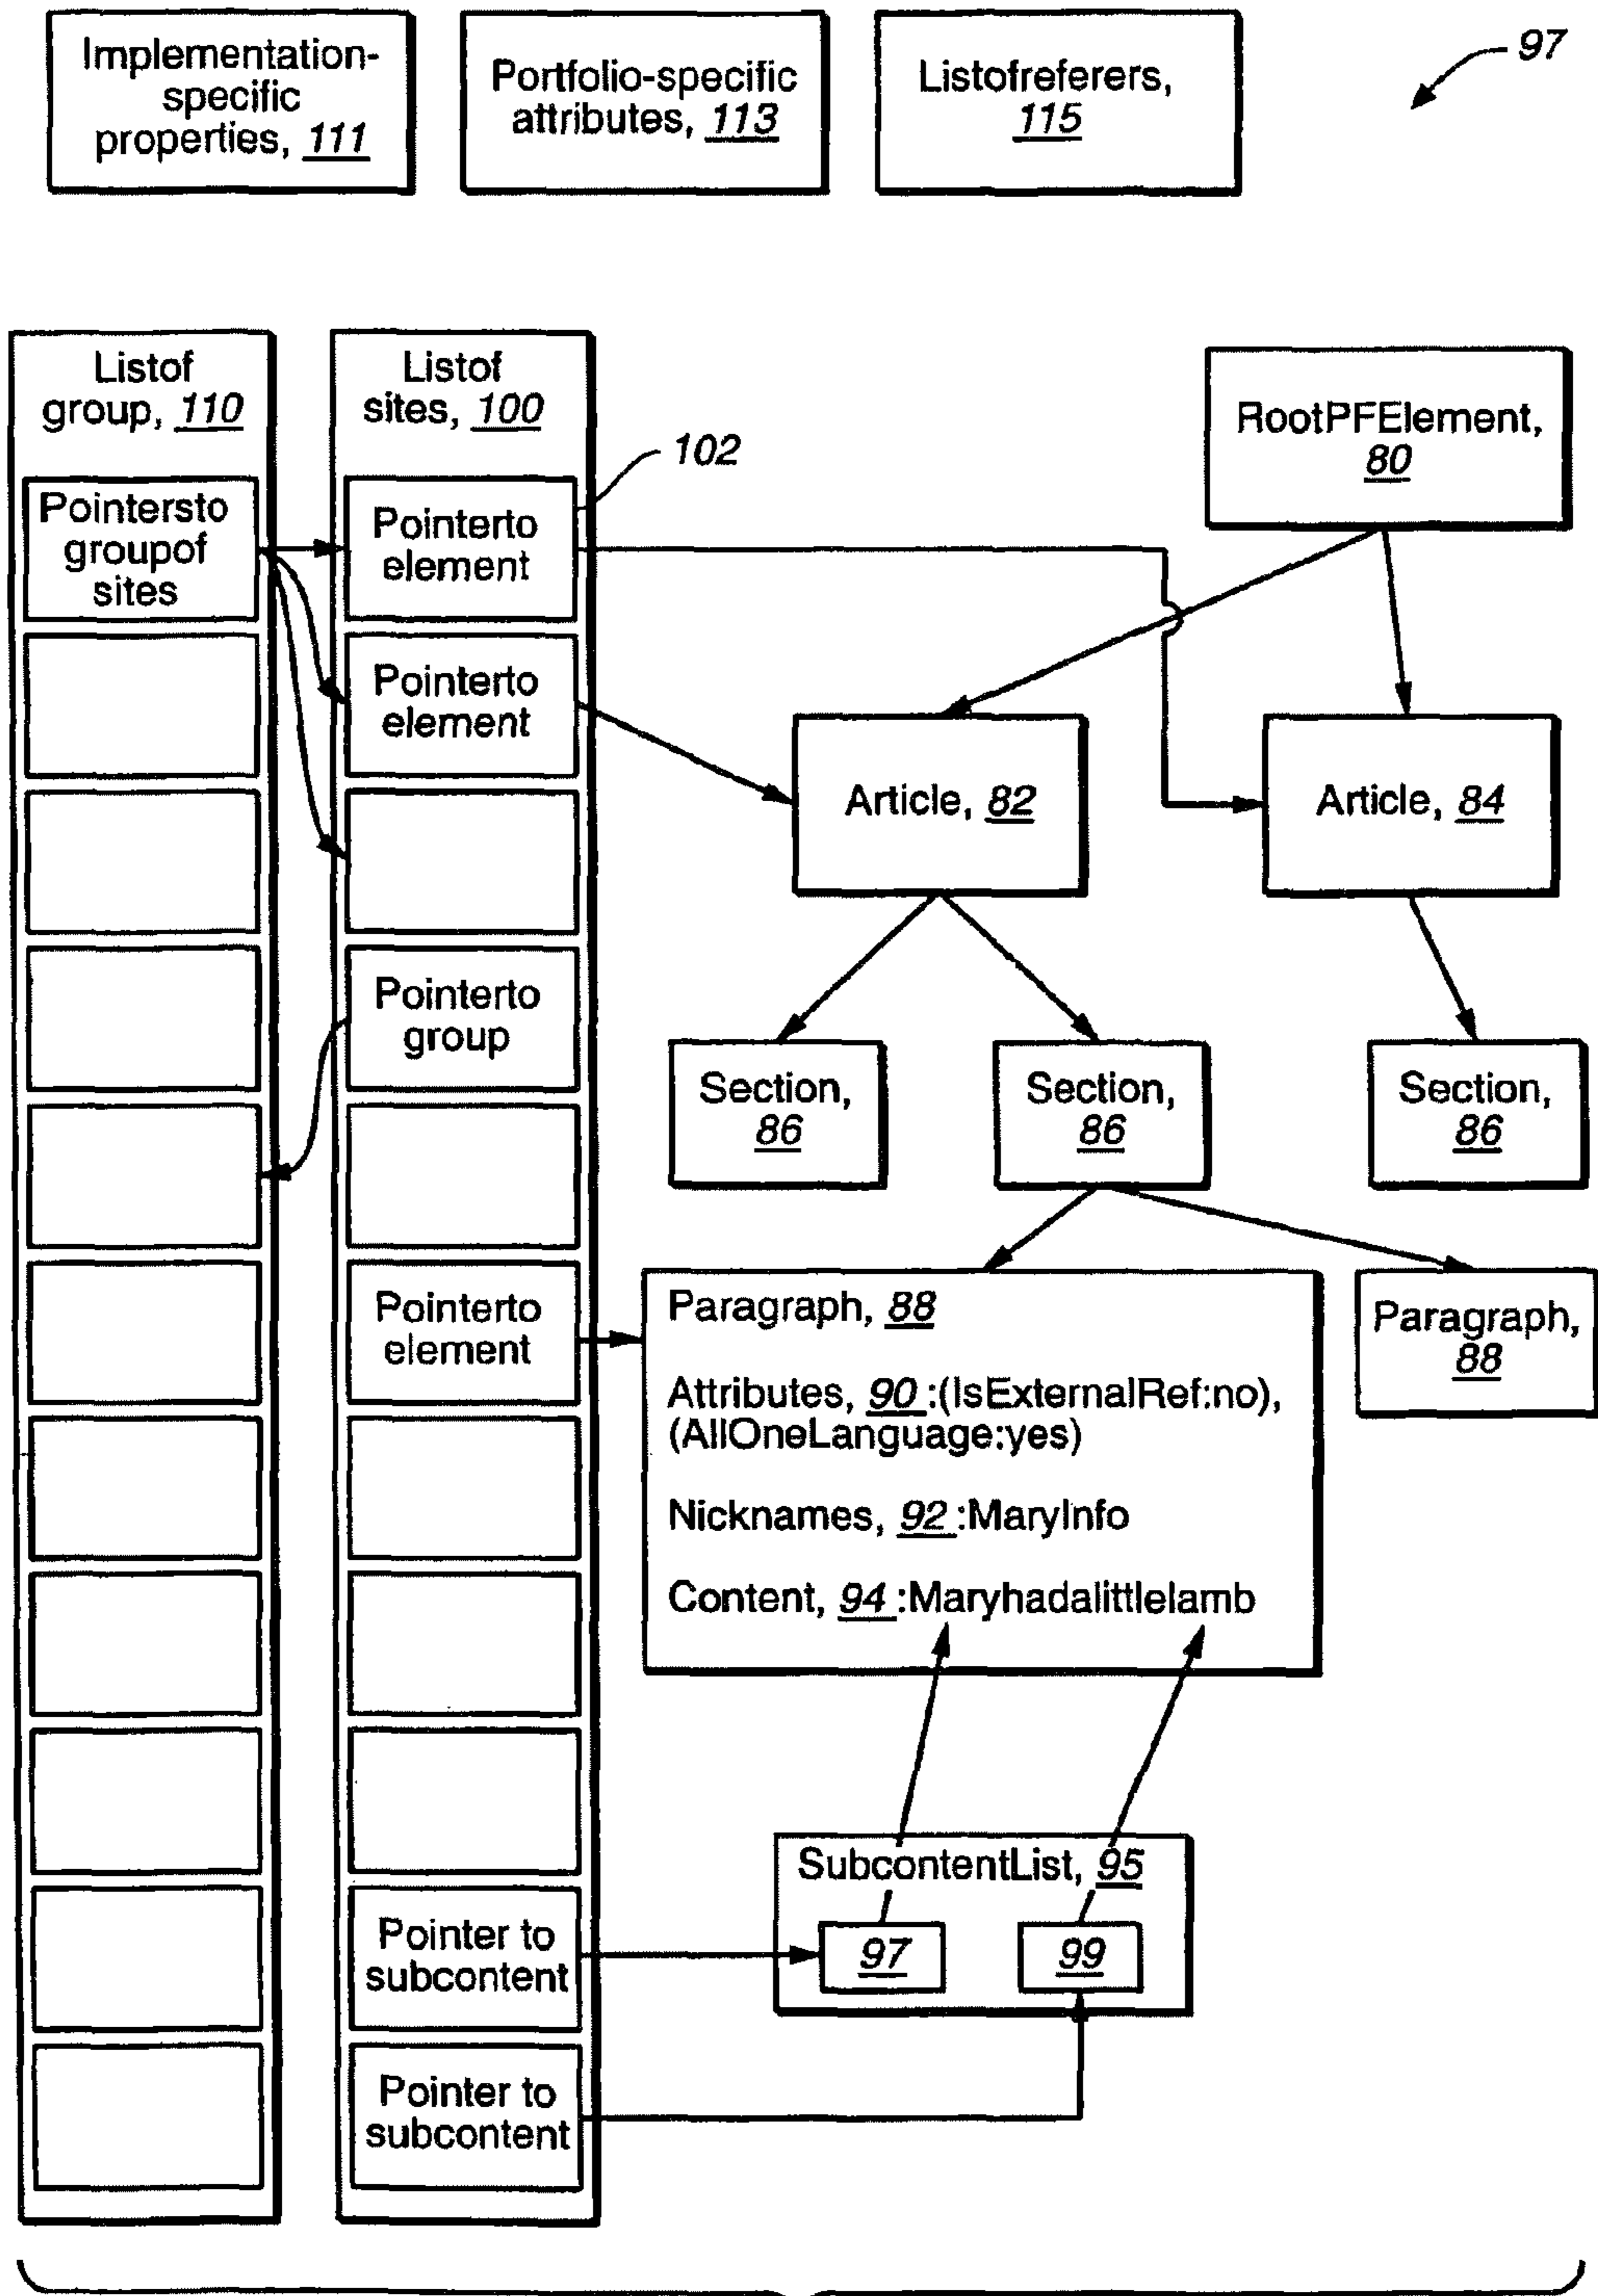 Implementation-
specific
properties, 111
Portfolio-specific
attributes, 113
Listofreferers,
115
97
Listof
group, 110
Listof
sites, 100
102
RootPFElement,
80
Pointersto
groupof
sites
Pointerto
element
Pointerto
element
Article, 82
Article, 84
Pointerto
group
Section,
86
Section,
86
Section,
86
Pointerto
element
Paragraph, 88
Attributes, 90 :(IsExternalRef:no),
(AllOneLanguage:yes)
Nicknames, 92 :MaryInfo
Content, 94 :Maryhadalittlelamb
Paragraph,
88
SubcontentList, 95
97
99
Pointer to
subcontent
Pointer to
subcontent